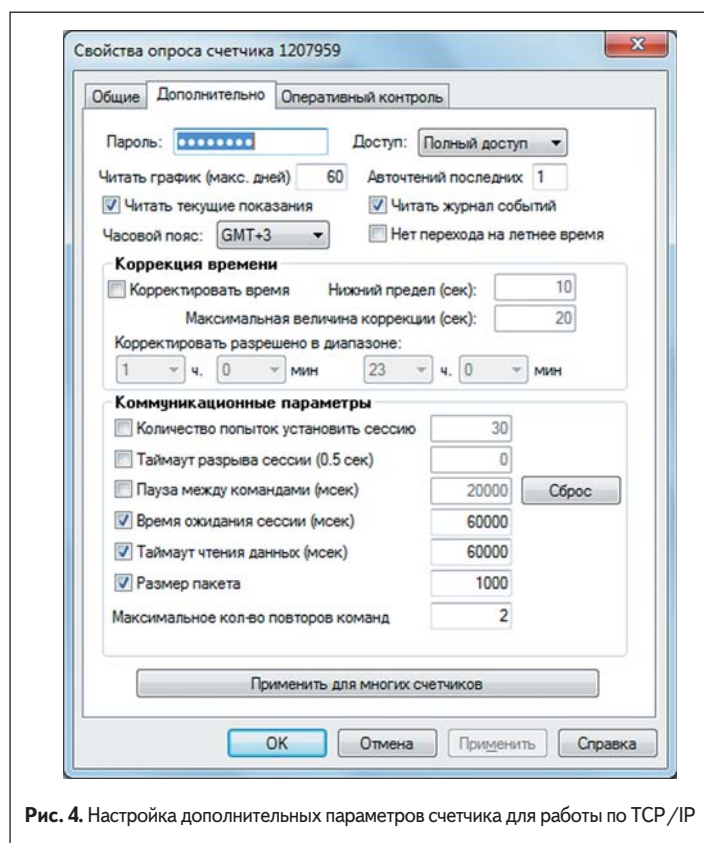 Свойства опроса счетчика 1207959
Общие Дополнительно Оперативный контроль
Пароль: ●●●●●●●● Доступ: Полный доступ
Читать график (макс. дней) 60 Авточтений последних 1
Читать текущие показания Читать журнал событий
Часовой пояс: GMT+3 Нет перехода на летнее время
Коррекция времени
Корректировать время Нижний предел (сек): 10
Максимальная величина коррекции (сек): 20
Корректировать разрешено в диапазоне:
1 ч. 0 мин 23 ч. 0 мин
Коммуникационные параметры
Количество попыток установить сессию 30
Таймаут разрыва сессии (0.5 сек) 0
Пауза между командами (мсек) 20000 Сброс
Время ожидания сессии (мсек) 60000
Таймаут чтения данных (мсек) 60000
Размер пакета 1000
Максимальное кол-во повторов команд 2
Применить для многих счетчиков
OK Отмена Применить Справка
Рис. 4. Настройка дополнительных параметров счетчика для работы по TCP/IP